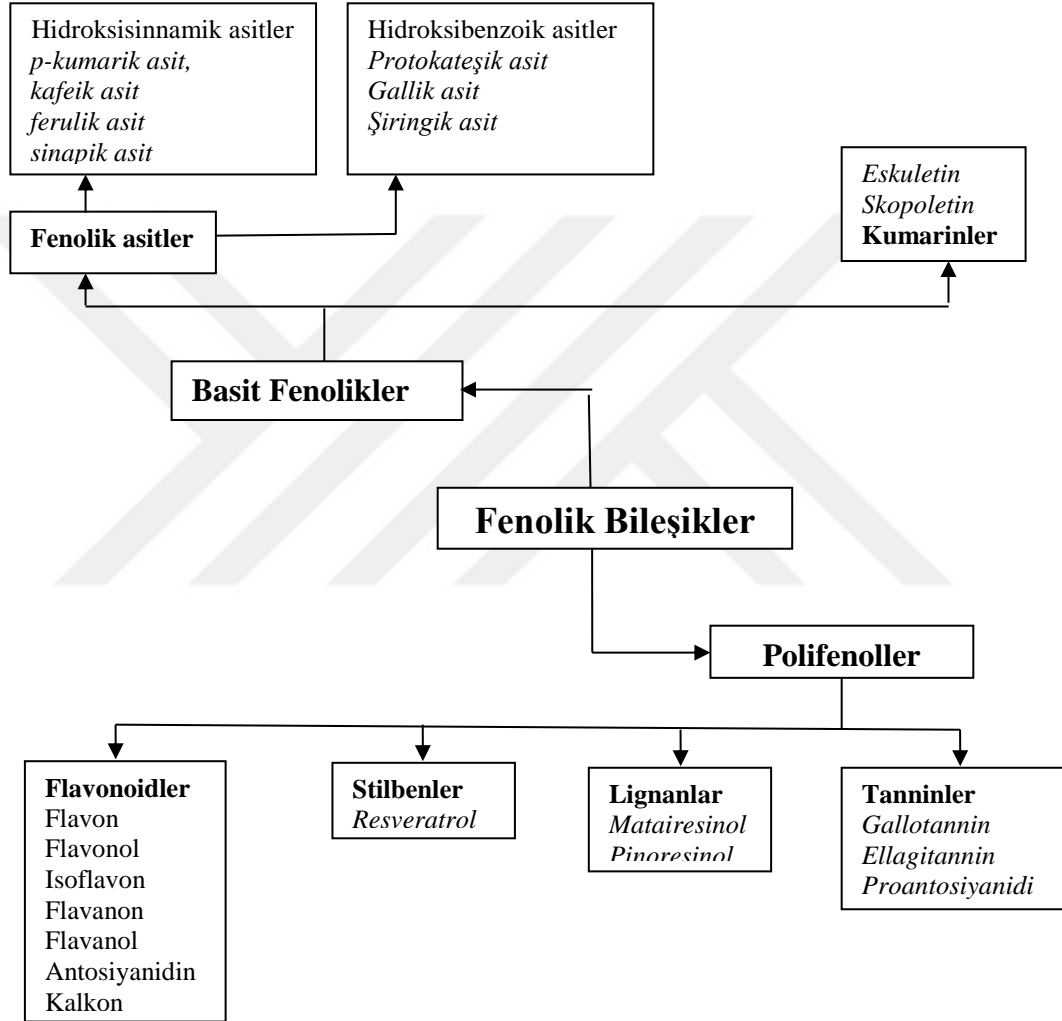 Hidroksisinnamik asitler
p-kumarik asit,
kafeik asit
ferulik asit
sinapik asit
Hidroksibenzoik asitler
Protokateşik asit
Gallik asit
Şiringik asit
Eskuletin
Skopoletin
Kumarinler
Fenolik asitler
Basit Fenolikler
Fenolik Bileşikler
Polifenoller
Flavonoidler
Flavon
Flavonol
Isoflavon
Flavanon
Flavanol
Antosiyanidin
Kalkon
Stilbenler
Resveratrol
Lignanlar
Matairesinol
Pinoresinol
Tanninler
Gallotannin
Ellagitannin
Proantosiyanidi